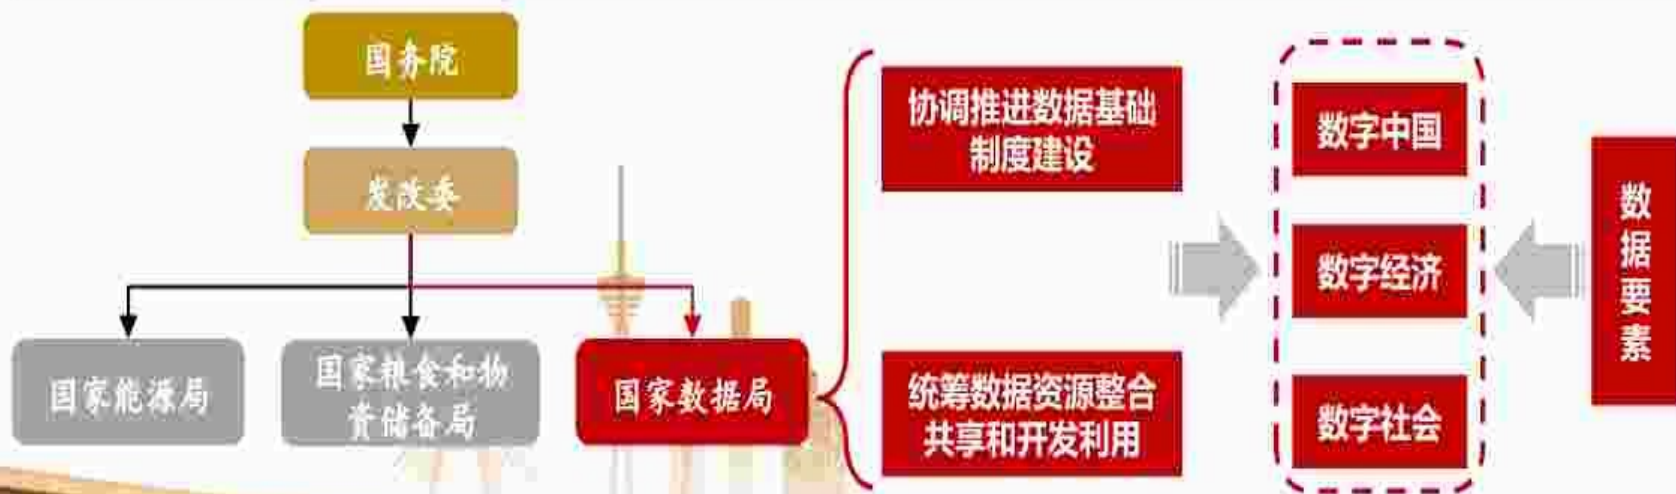 国务院
发改委
国家能源局
国家粮食和物
资储备局
国家数据局
协调推进数据基础
制度建设
统筹数据资源整合
共享和开发利用
数字中国
数字经济
数字社会
数
据
要
素